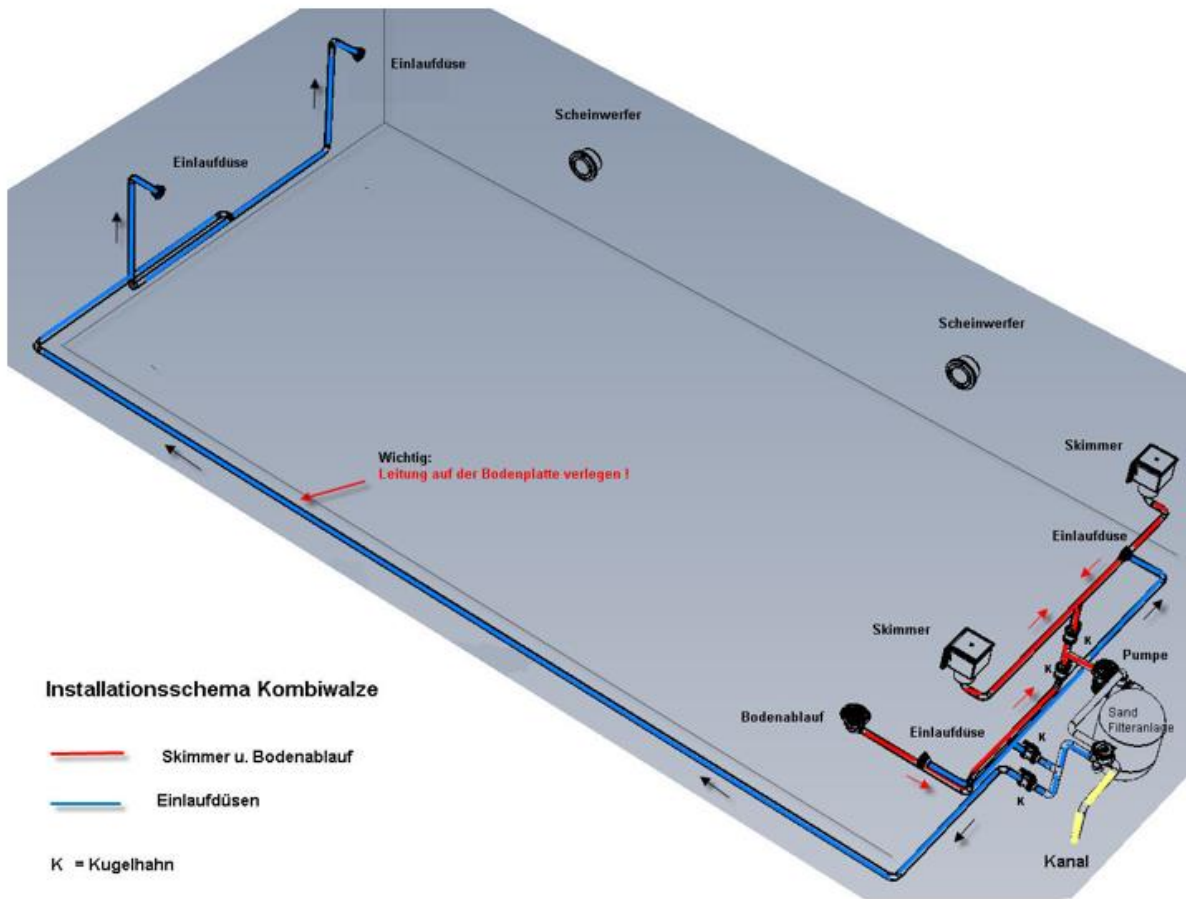 Einlaufdüse
Scheinwerfer
Einlaufdüse
Scheinwerfer
Wichtig:
Leitung auf der Bodenplatte verlegen !
Skimmer
Einlaufdüse
Skimmer
K
Pumpe
K
Sand
Filteranlage
Bodenablauf
Einlaufdüse
K
K
Kanal
Installationsschema Kombiwalze
Skimmer u. Bodenablauf
Einlaufdüsen
K = Kugelhahn